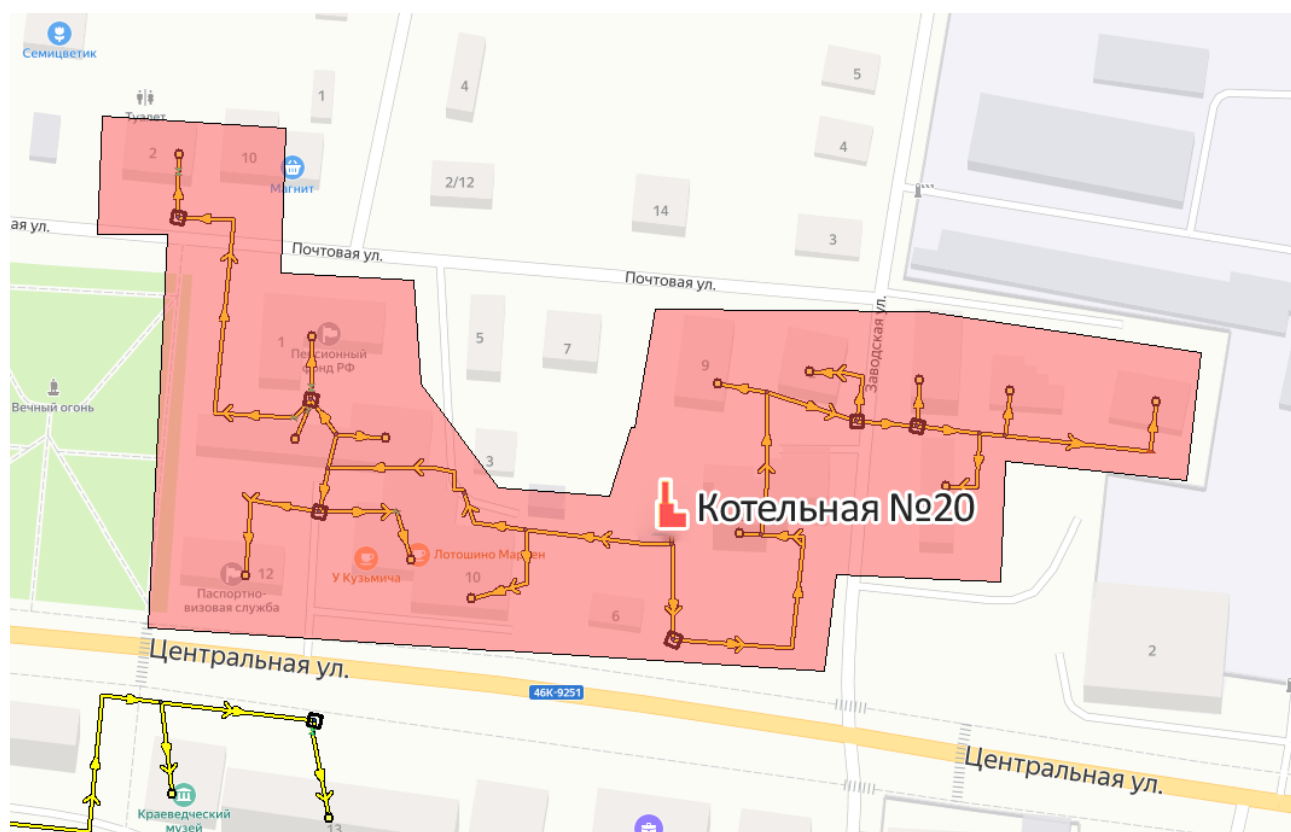 Семицветик
1
4
5
Туалет
2
10
Магнит
2/12
14
4
3
ая ул.
Почтовая ул.
Почтовая ул.
Заводская ул.
1
Пенсионный
фонд РФ
5
7
9
Вечный огонь
3
Котельная №20
12
Паспортно-
визовая служба
У Кузьмича
Лотошино Мартен
10
6
2
Центральная ул.
46К-9251
Центральная ул.
Краеведческий
музей
13